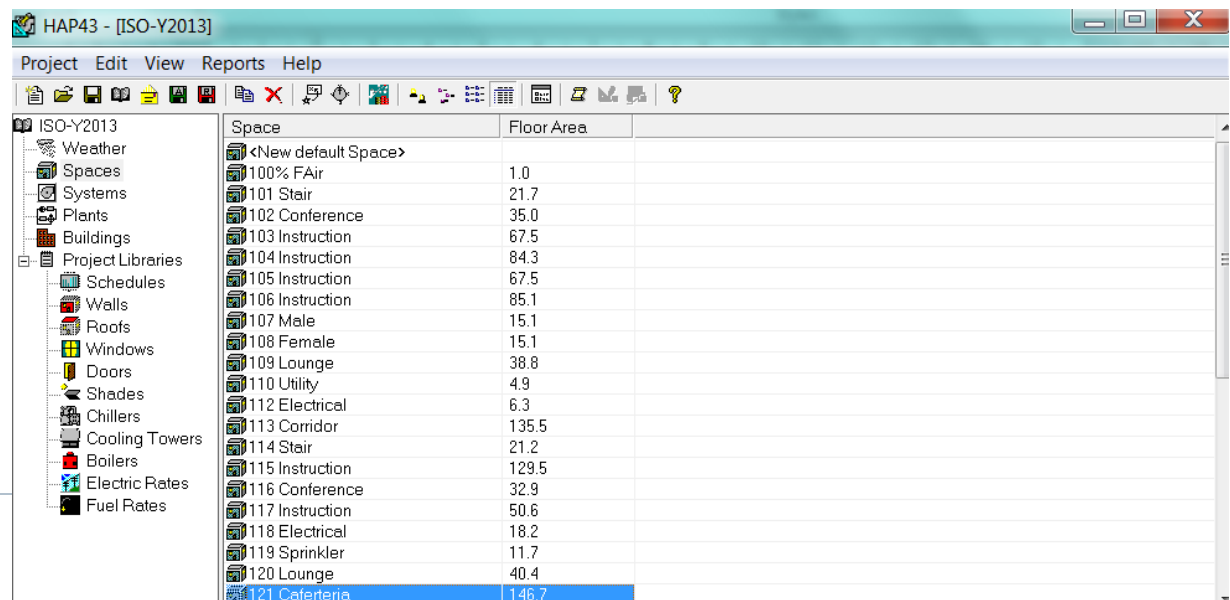 HAP43 - [ISO-Y2013]
Project Edit View Reports Help
ISO-Y2013
Weather
Spaces
Systems
Plants
Buildings
Project Libraries
Schedules
Walls
Roofs
Windows
Doors
Shades
Chillers
Cooling Towers
Boilers
Electric Rates
Fuel Rates
Space Floor Area
<New default Space>
100% FAir 1.0
101 Stair 21.7
102 Conference 35.0
103 Instruction 67.5
104 Instruction 84.3
105 Instruction 67.5
106 Instruction 85.1
107 Male 15.1
108 Female 15.1
109 Lounge 38.8
110 Utility 4.9
112 Electrical 6.3
113 Corridor 135.5
114 Stair 21.2
115 Instruction 129.5
116 Conference 32.9
117 Instruction 50.6
118 Electrical 18.2
119 Sprinkler 11.7
120 Lounge 40.4
121 Caferteria 146.7